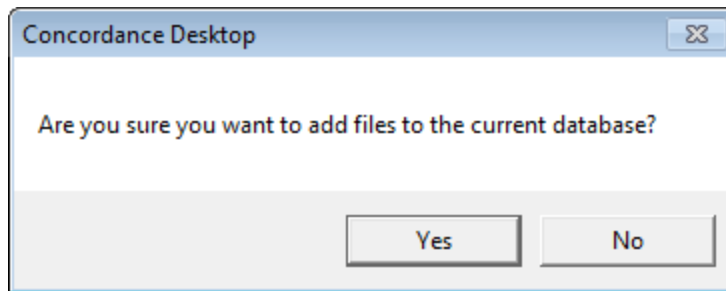 Concordance Desktop
Are you sure you want to add files to the current database?
Yes No